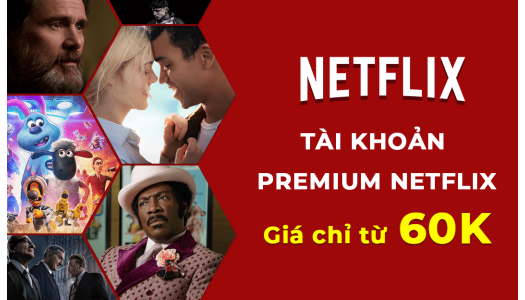 NETFLIX
TÀI KHOẢN
PREMIUM NETFLIX
Giá chỉ từ 60K